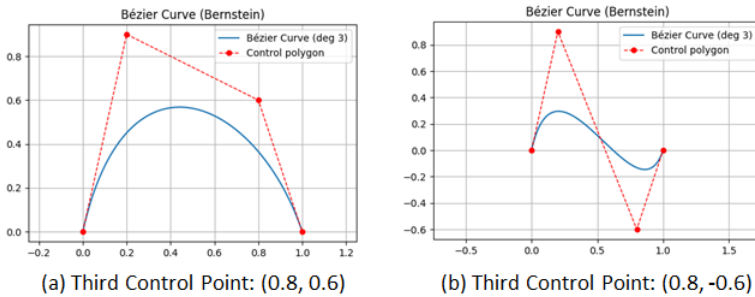 Bézier Curve (Bernstein)
Bézier Curve (deg 3)
Control polygon
0.8
0.6
0.4
0.2
0.0
−0.2 0.0 0.2 0.4 0.6 0.8 1.0 1.2
(a) Third Control Point: (0.8, 0.6)
Bézier Curve (Bernstein)
Bézier Curve (deg 3)
Control polygon
0.8
0.6
0.4
0.2
0.0
−0.2
−0.4
−0.6
−0.5 0.0 0.5 1.0 1.5
(b) Third Control Point: (0.8, -0.6)